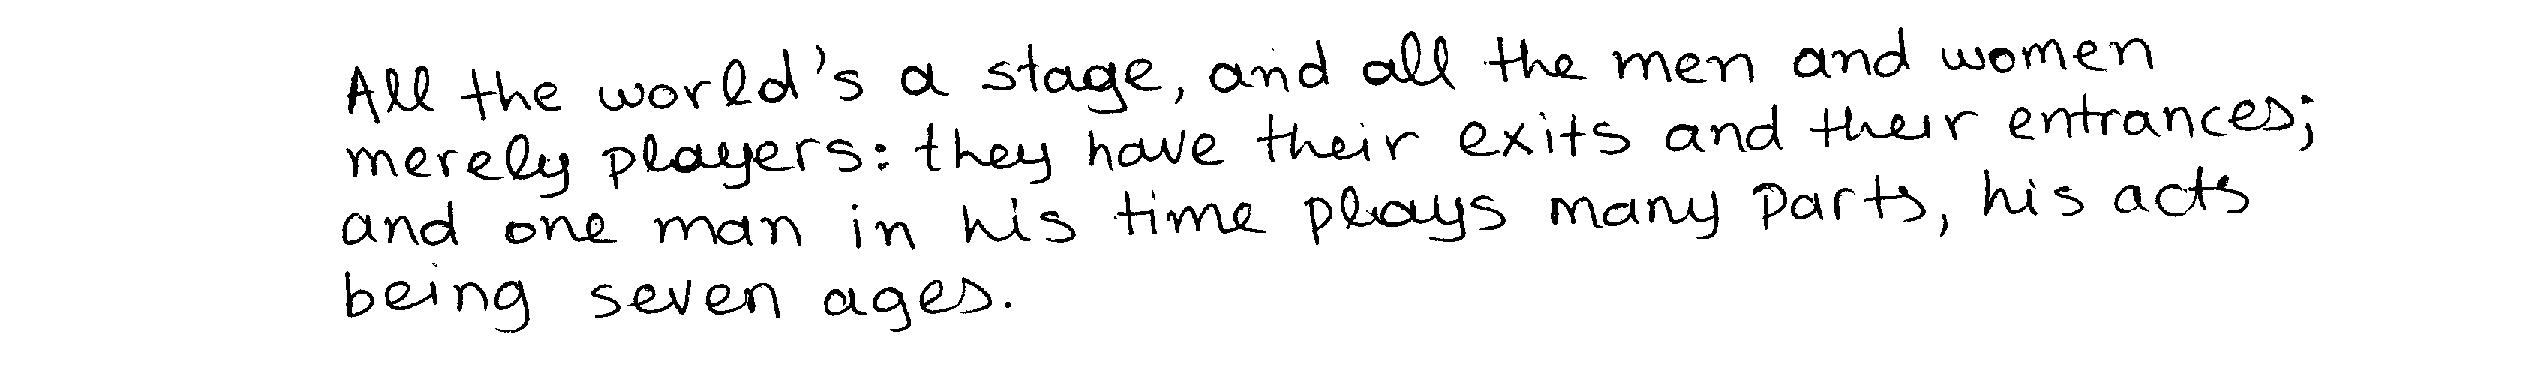 All the world's a stage, and all the men and women
merely players: they have their exits and their entrances;
and one man in his time plays many parts, his acts
being seven ages.